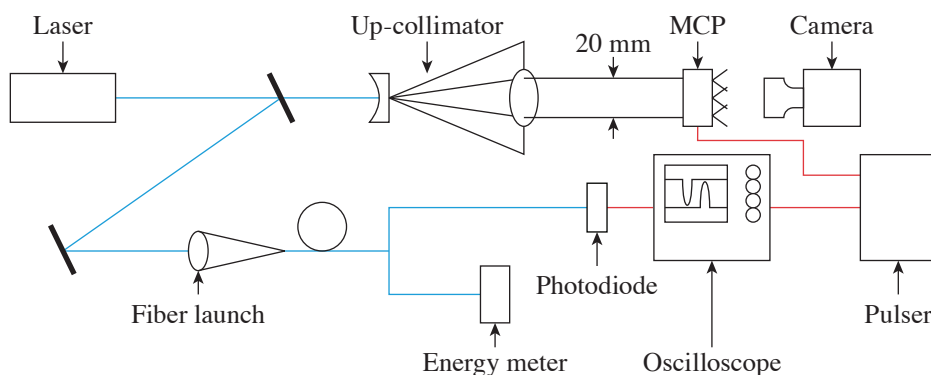 Laser
Up-collimator
20 mm
MCP
Camera
Fiber launch
Photodiode
Energy meter
Oscilloscope
Pulser